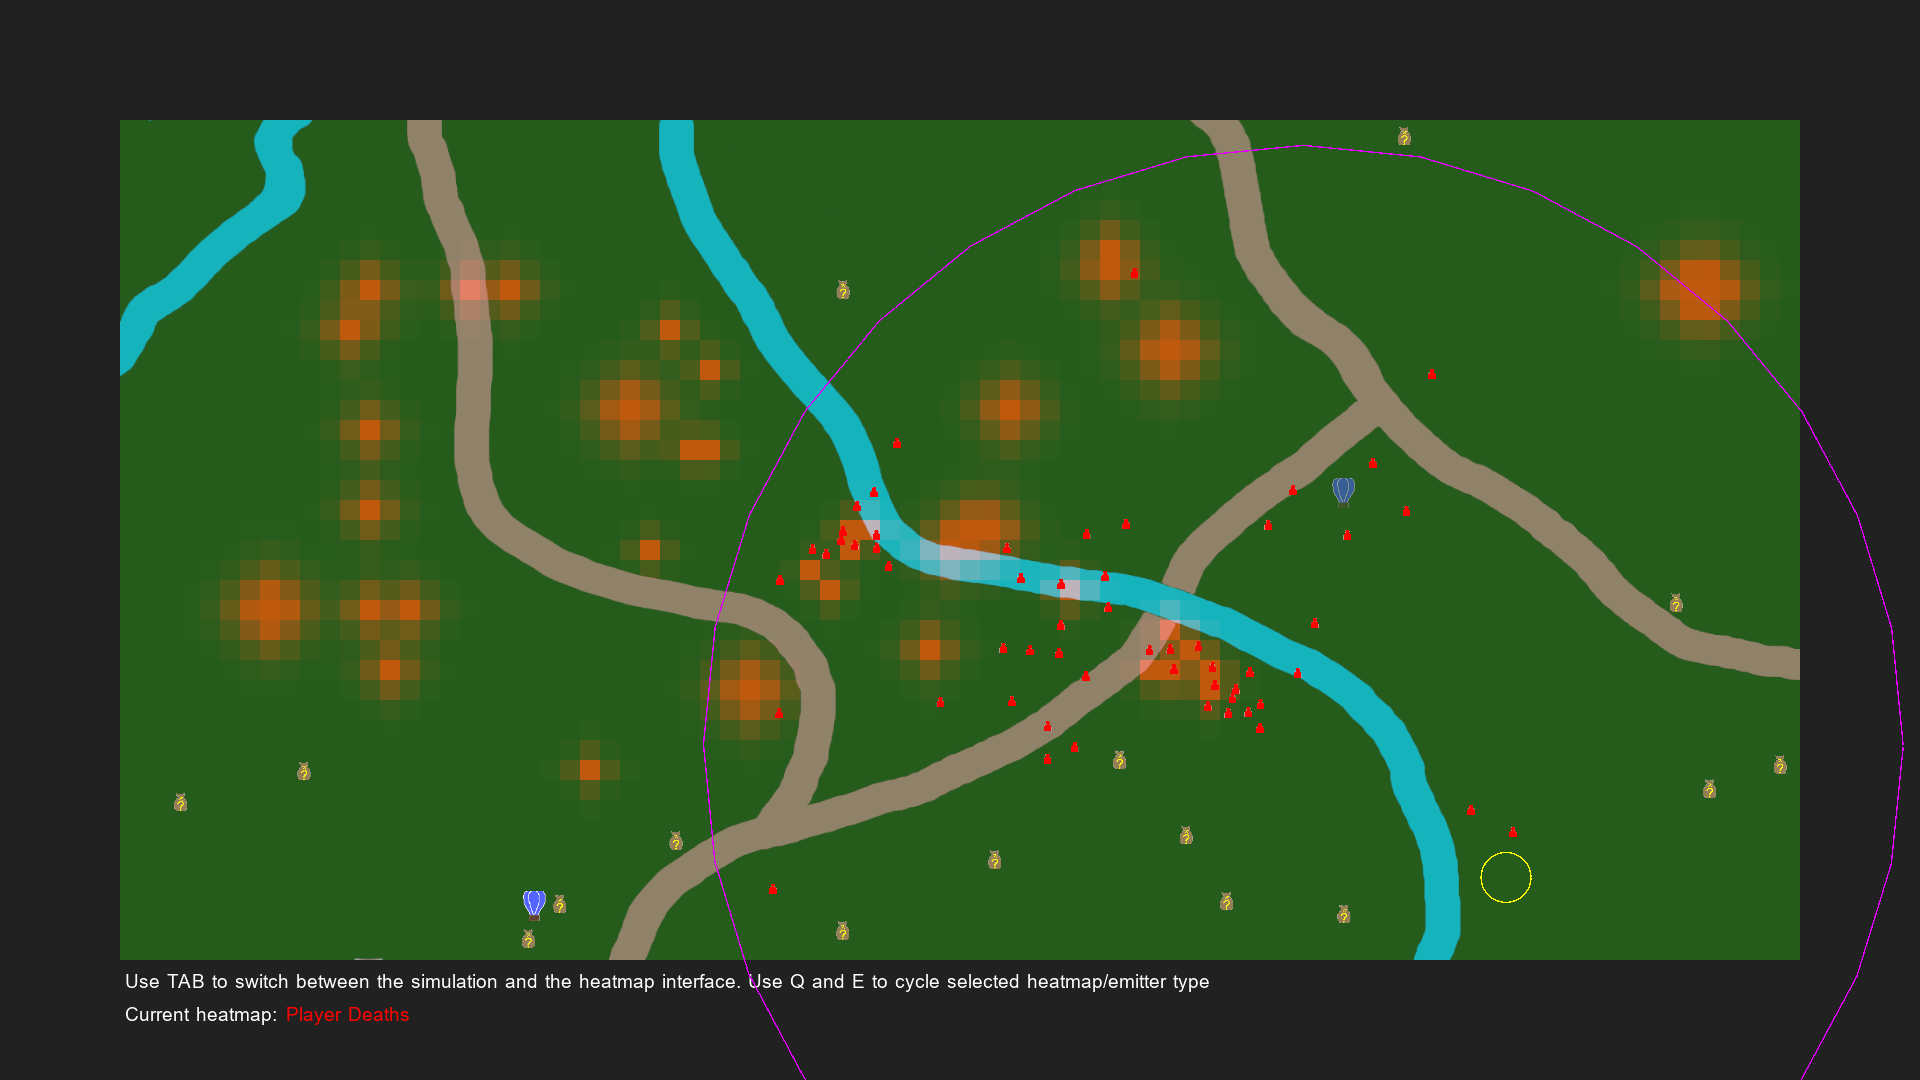 Use TAB to switch between the simulation and the heatmap interface. Use Q and E to cycle selected heatmap/emitter type
Current heatmap: Player Deaths